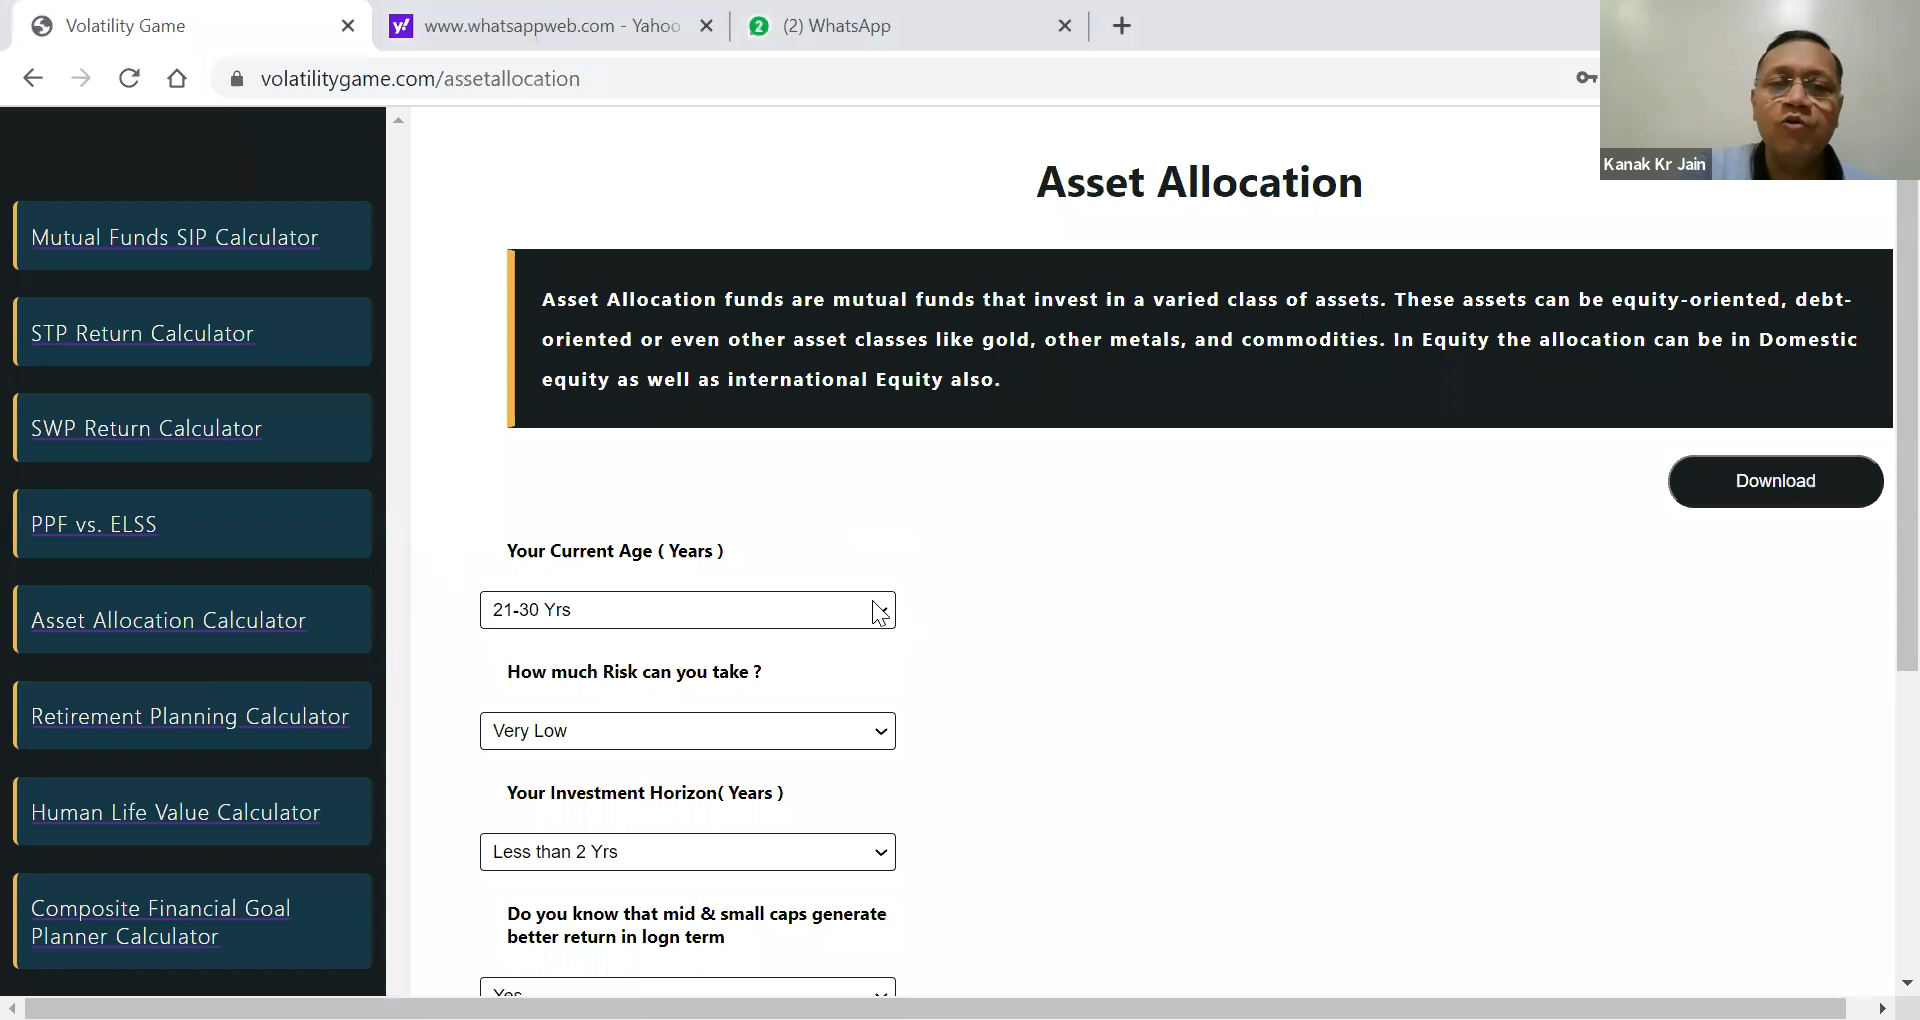 Volatility Game
www.whatsappweb.com - Yahoo
2 (2) WhatsApp
volatilitygame.com/assetallocation
Kanak Kr Jain
Mutual Funds SIP Calculator
STP Return Calculator
SWP Return Calculator
PPF vs. ELSS
Asset Allocation Calculator
Retirement Planning Calculator
Human Life Value Calculator
Composite Financial Goal
Planner Calculator
Asset Allocation
Asset Allocation funds are mutual funds that invest in a varied class of assets. These assets can be equity-oriented, debt-
oriented or even other asset classes like gold, other metals, and commodities. In Equity the allocation can be in Domestic
equity as well as international Equity also.
Download
Your Current Age ( Years )
21-30 Yrs
How much Risk can you take ?
Very Low
Your Investment Horizon( Years )
Less than 2 Yrs
Do you know that mid & small caps generate
better return in logn term
Yes